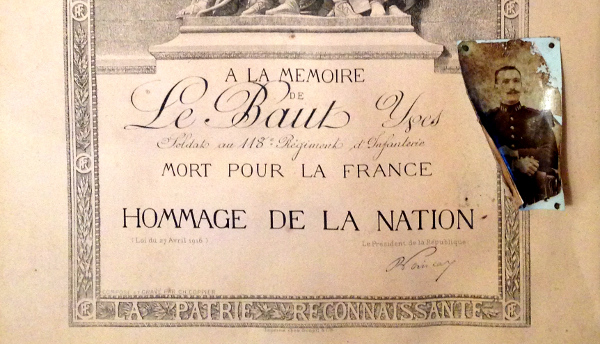 A LA MEMOIRE
DE
Le Baut Yves
Soldat au 118e Régiment d'Infanterie
MORT POUR LA FRANCE
HOMMAGE DE LA NATION
(Loi du 27 Avril 1916) Le Président de la République
LA PATRIE RECONNAISSANTE